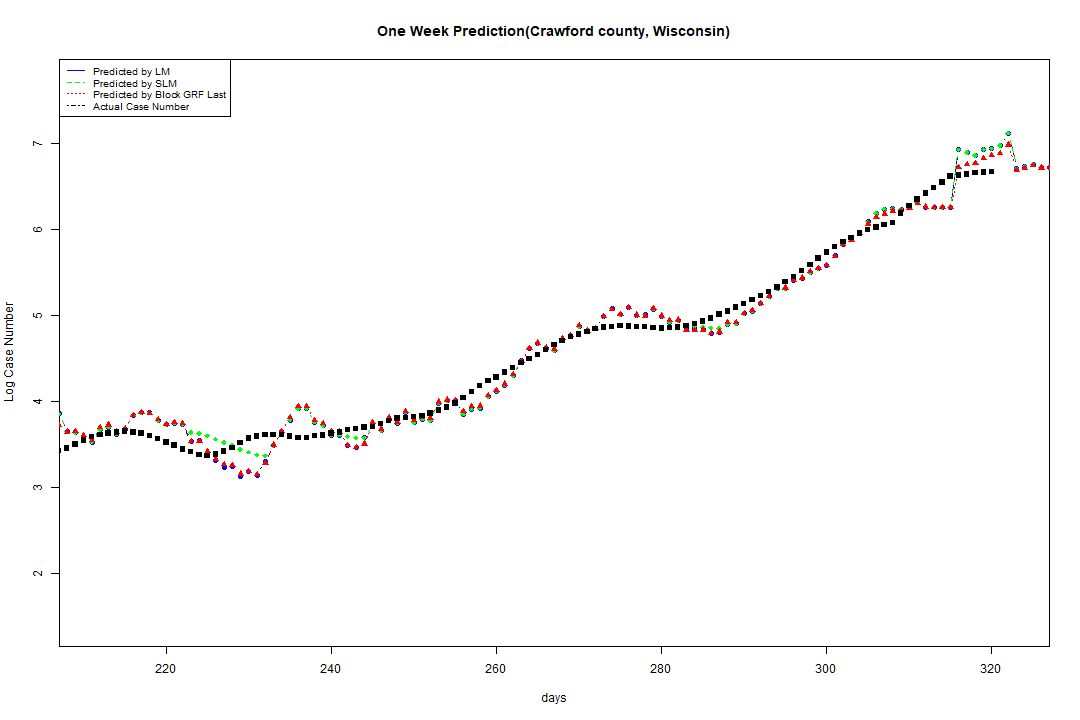 One Week Prediction(Crawford county, Wisconsin)
Predicted by LM
Predicted by SLM
Predicted by Block GRF Last
Actual Case Number
7
6
5
4
3
2
Log Case Number
220 240 260 280 300 320
days